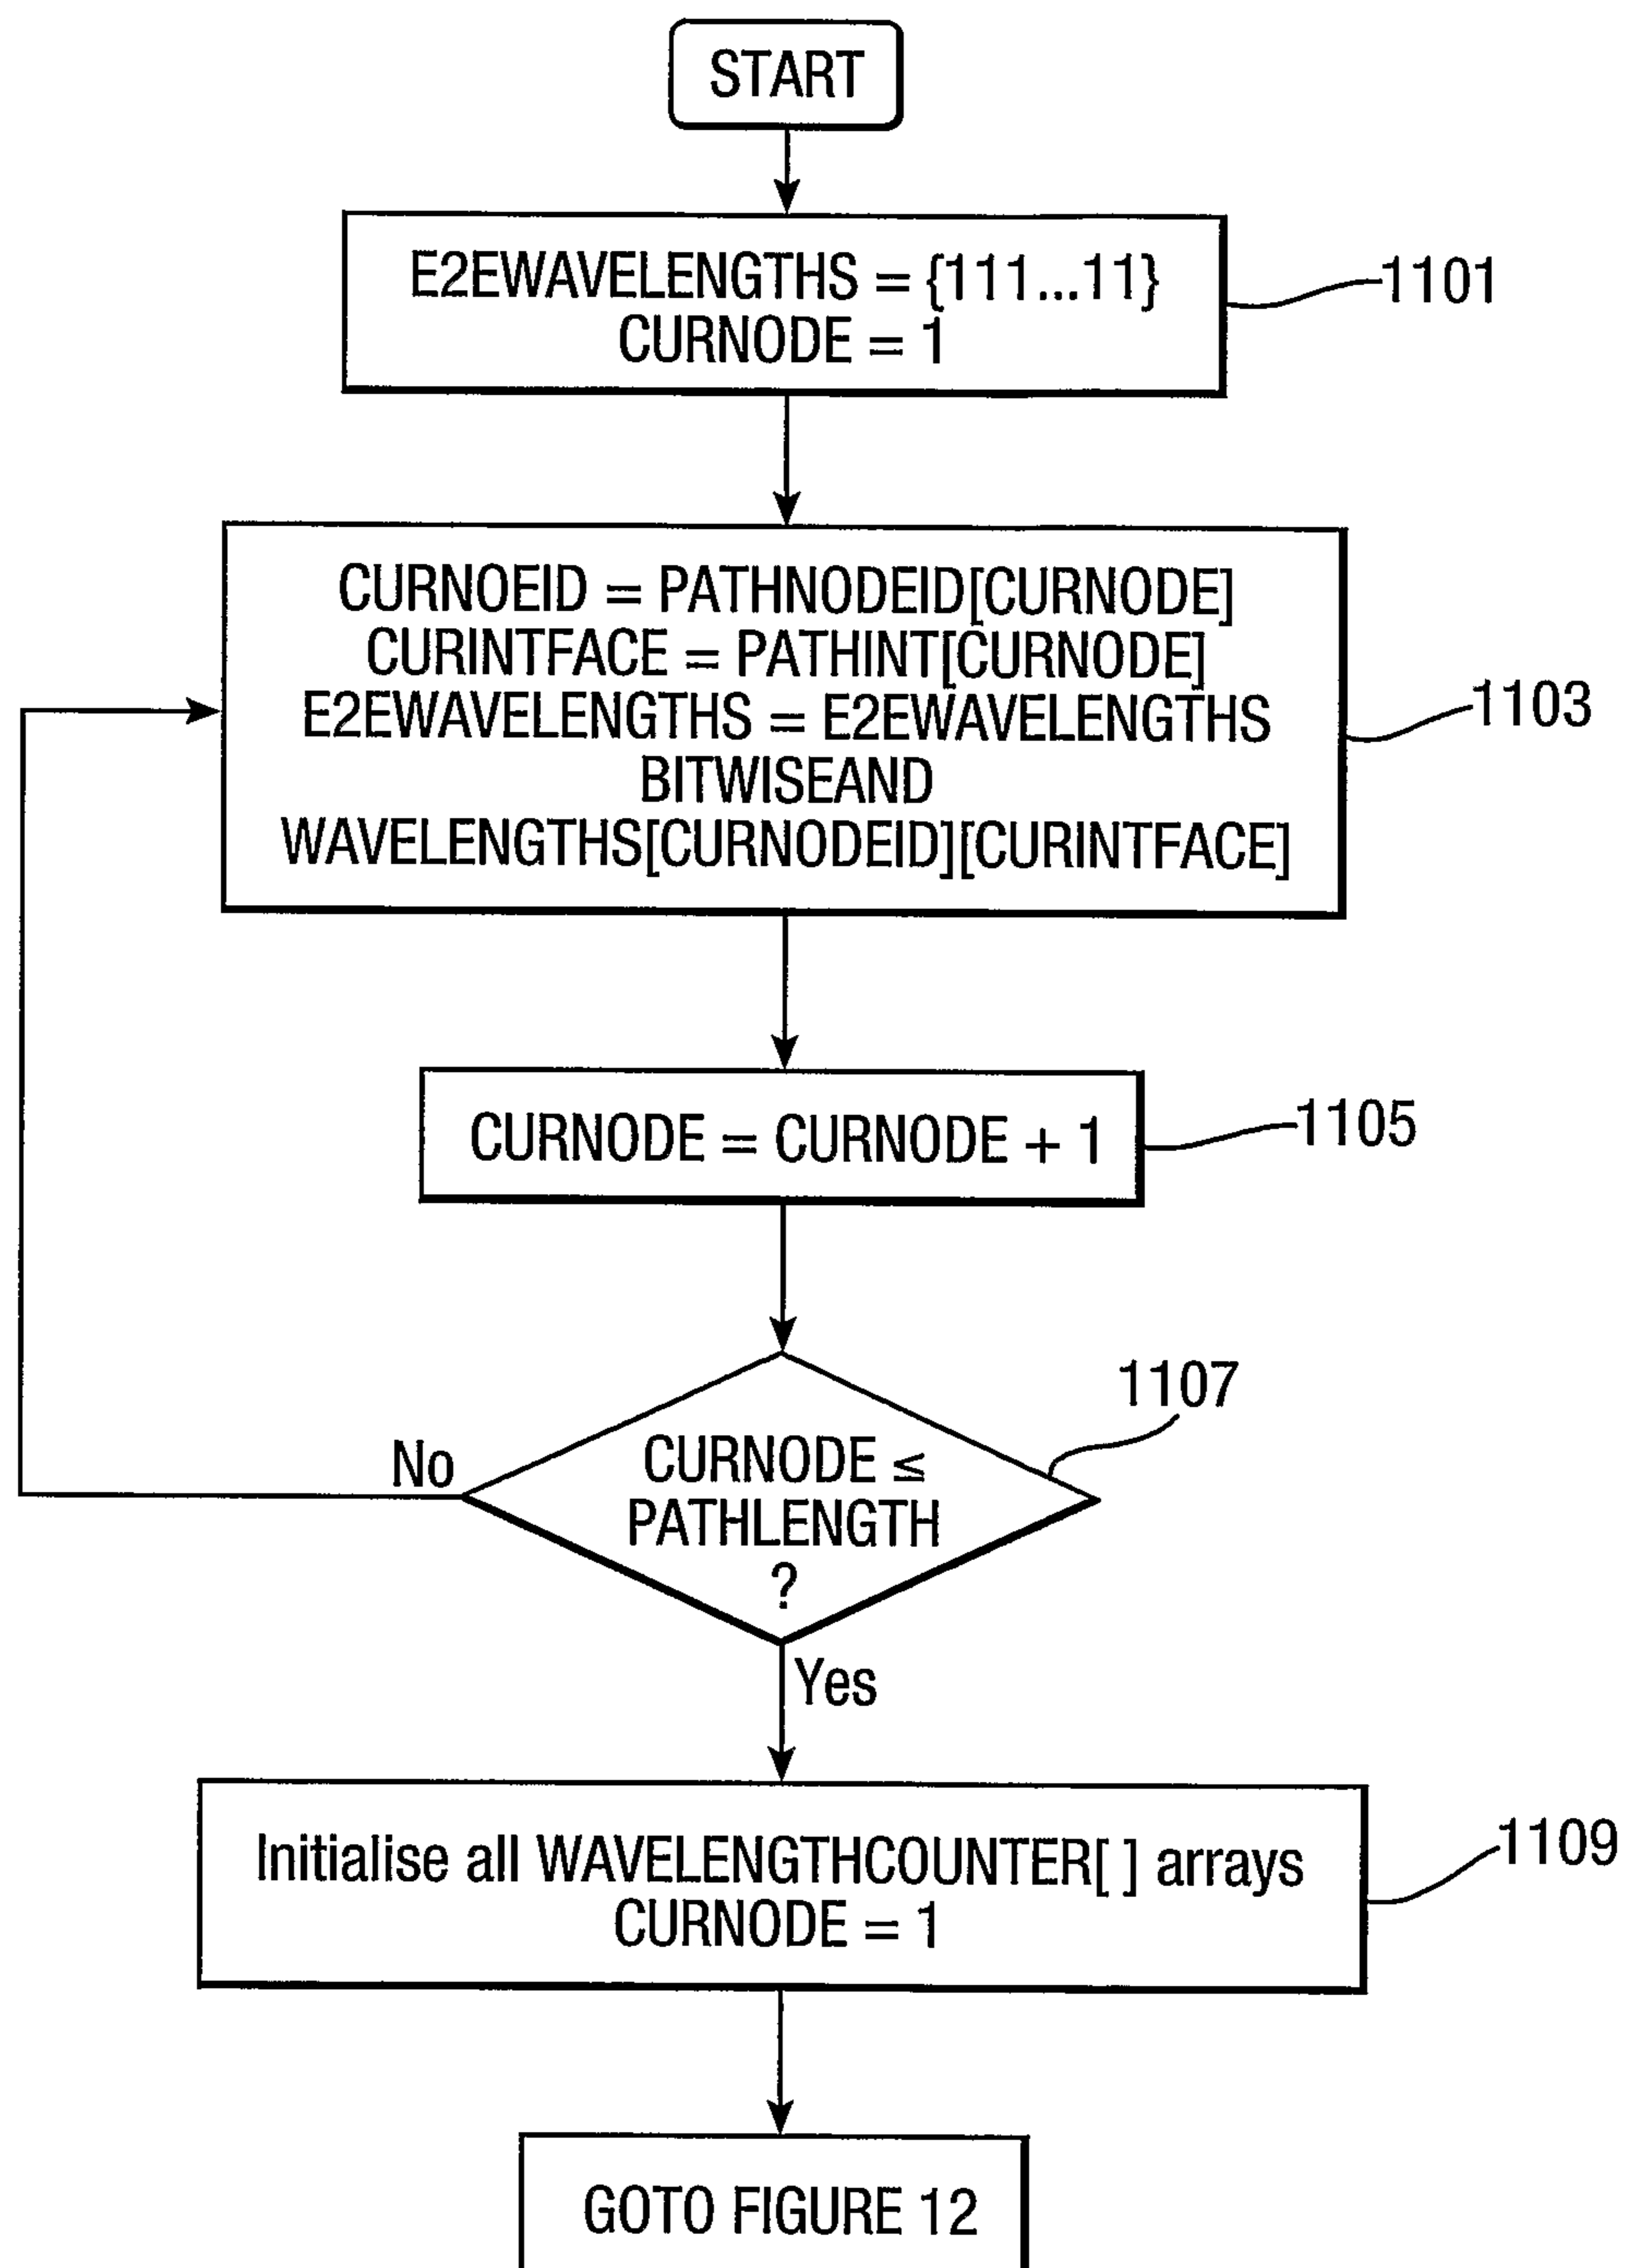 START
E2EWAVELENGTHS = {111...11}
CURNODE = 1
1101
CURNOEID = PATHNODEID[CURNODE]
CURINTFACE = PATHINT[CURNODE]
E2EWAVELENGTHS = E2EWAVELENGTHS
BITWISEAND
WAVELENGTHS[CURNODEID][CURINTFACE]
1103
CURNODE = CURNODE + 1
1105
1107
CURNODE ≤
PATHLENGTH
?
No
Yes
Initialise all WAVELENGTHCOUNTER[ ] arrays
CURNODE = 1
1109
GOTO FIGURE 12